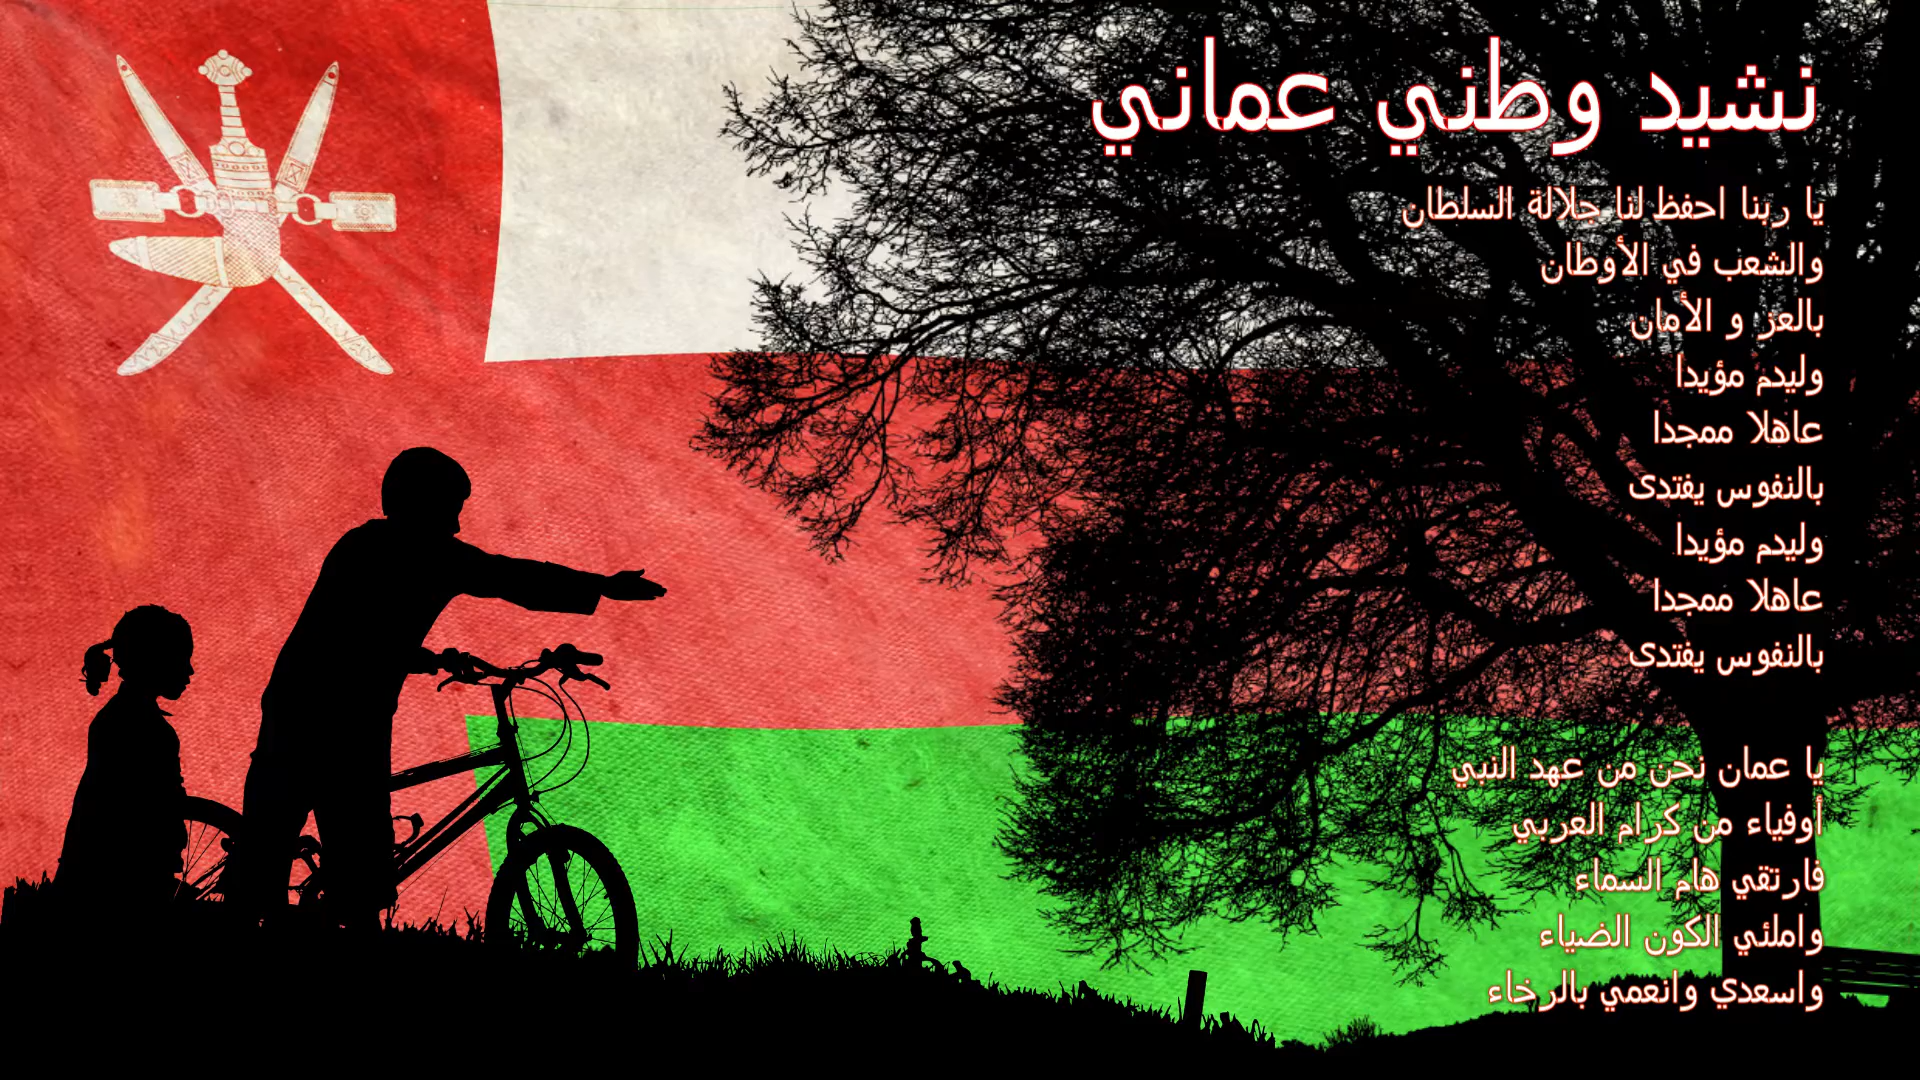 نشيد وطني عماني
يا ربنا احفظ لنا جلالة السلطان
والشعب في الأوطان
بالعز و الأمان
وليدم مؤيدا
عاهلا ممجدا
بالنفوس يفتدى
وليدم مؤيدا
عاهلا ممجدا
بالنفوس يفتدى
يا عمان نحن من عهد النبي
أوفياء من كرام العربي
فارتقي هام السماء
واملئي الكون الضياء
واسعدي وانعمي بالرخاء